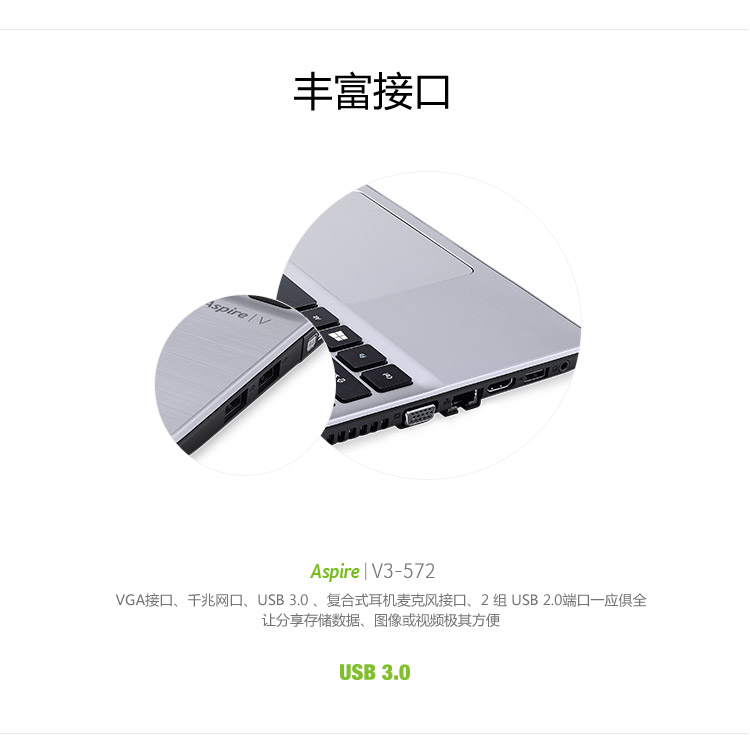 丰富接口
Aspire | V
Aspire | V3-572
VGA接口、千兆网口、USB 3.0 、复合式耳机麦克风接口、2 组 USB 2.0端口一应俱全
让分享存储数据、图像或视频极其方便
USB 3.0